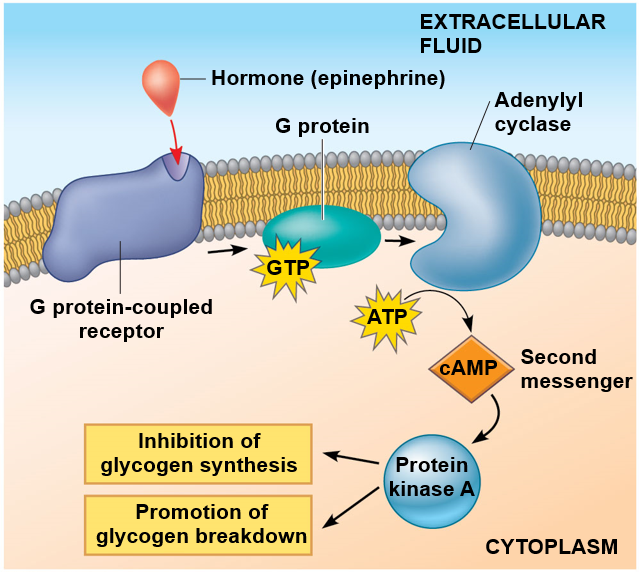 EXTRACELLULAR
FLUID
Hormone (epinephrine)
Adenylyl
cyclase
G protein
GTP
G protein-coupled
receptor
ATP
cAMP
Second
messenger
Inhibition of
glycogen synthesis
Protein
kinase A
Promotion of
glycogen breakdown
CYTOPLASM